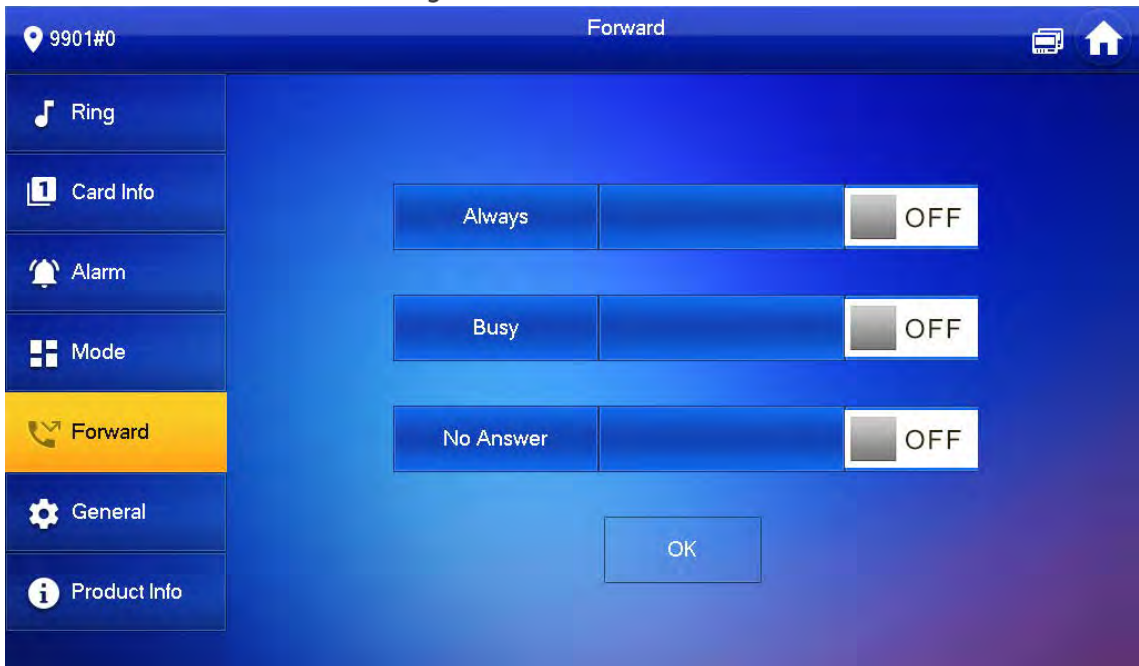 9901#0
Forward
Ring
Card Info
Alarm
Mode
Forward
General
Product Info
Always
OFF
Busy
OFF
No Answer
OFF
OK